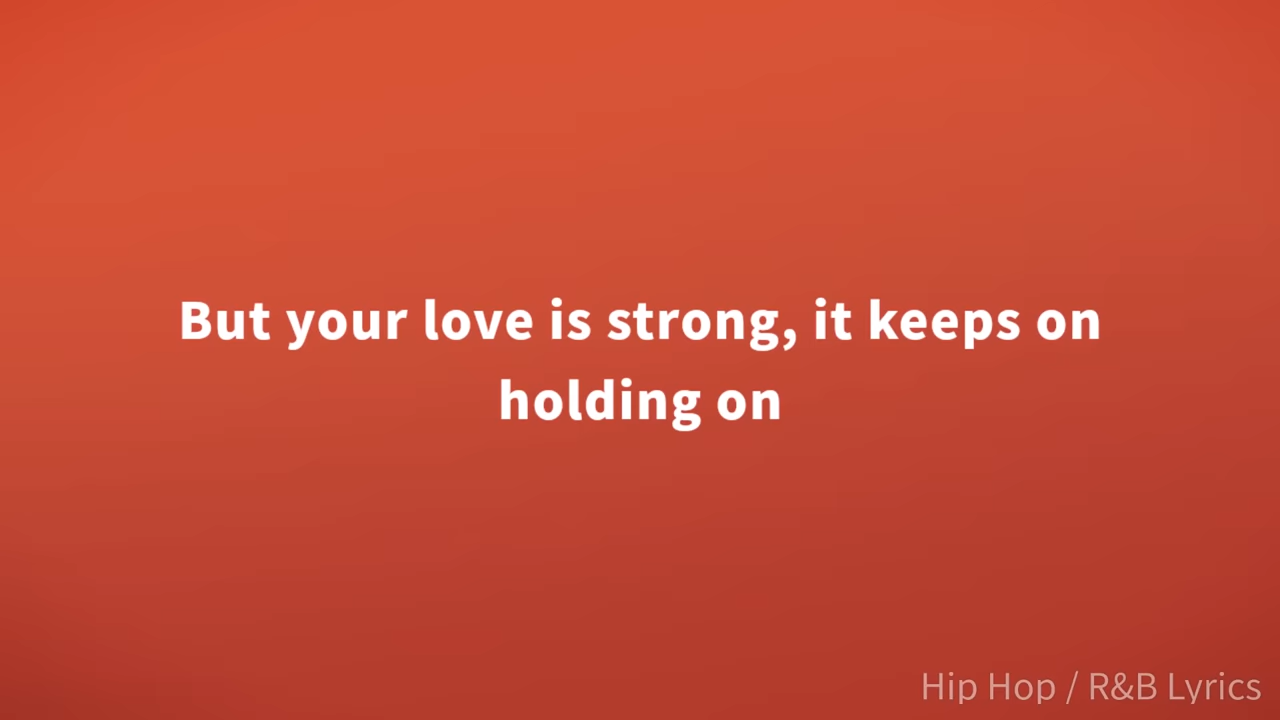 But your love is strong, it keeps on
holding on
Hip Hop / R&B Lyrics